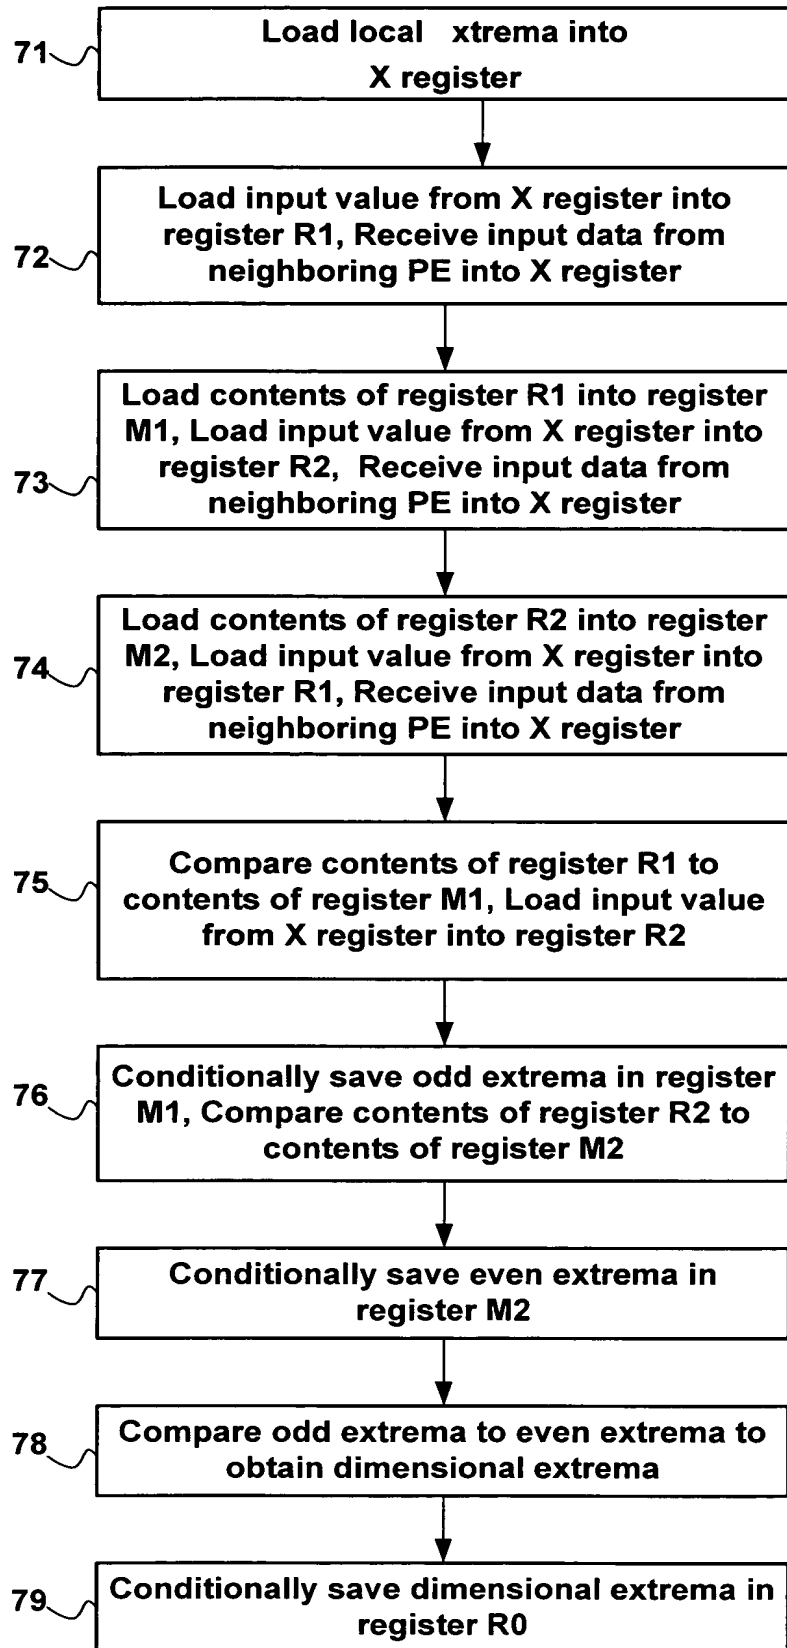 71
Load local xtrema into
X register
72
Load input value from X register into
register R1, Receive input data from
neighboring PE into X register
73
Load contents of register R1 into register
M1, Load input value from X register into
register R2, Receive input data from
neighboring PE into X register
74
Load contents of register R2 into register
M2, Load input value from X register into
register R1, Receive input data from
neighboring PE into X register
75
Compare contents of register R1 to
contents of register M1, Load input value
from X register into register R2
76
Conditionally save odd extrema in register
M1, Compare contents of register R2 to
contents of register M2
77
Conditionally save even extrema in
register M2
78
Compare odd extrema to even extrema to
obtain dimensional extrema
79
Conditionally save dimensional extrema in
register R0